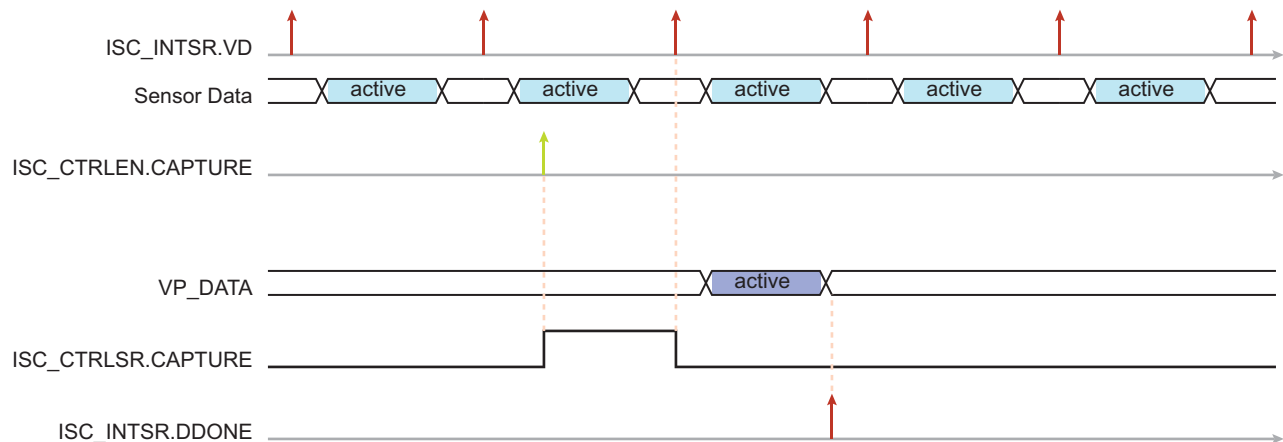 ISC_INTSR.VD
Sensor Data active active active active active
ISC_CTRLEN.CAPTURE
VP_DATA active
ISC_CTRLSR.CAPTURE
ISC_INTSR.DDONE